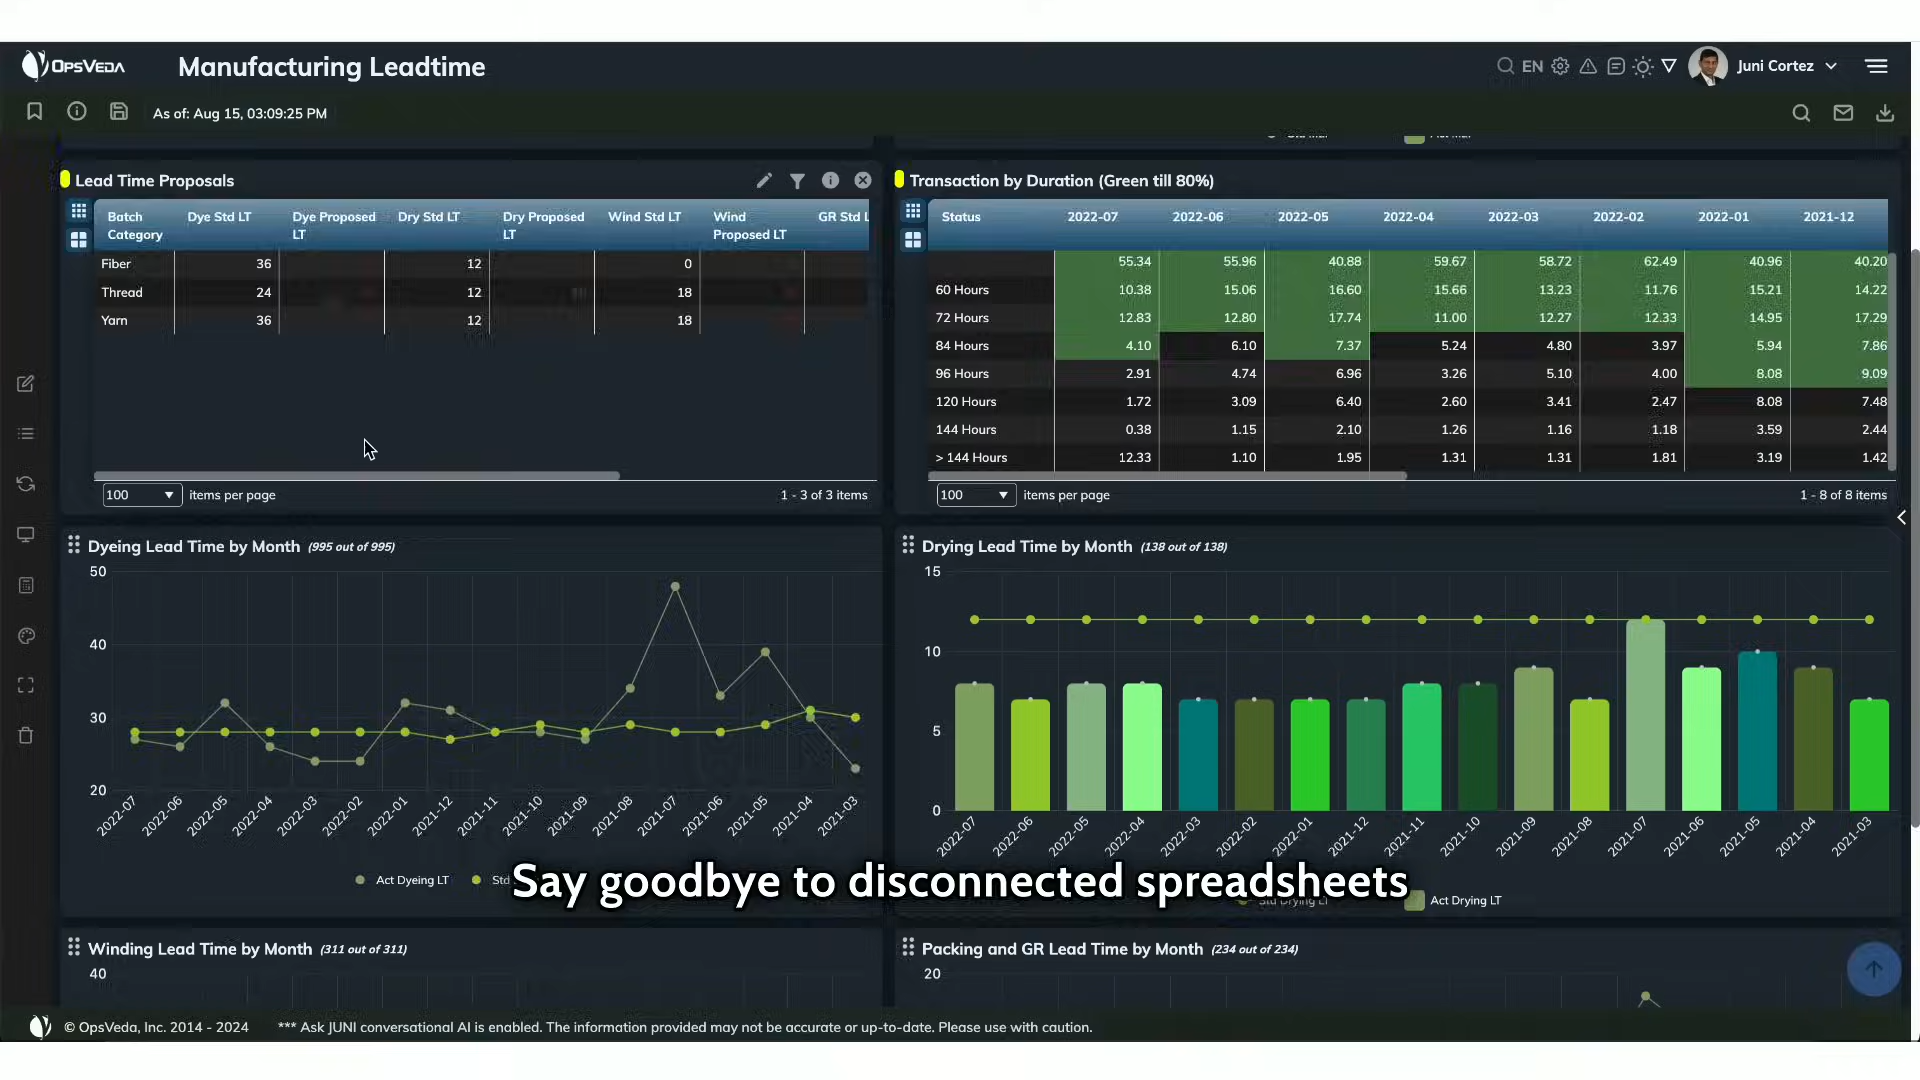 OPSVEDA Manufacturing Leadtime EN Juni Cortez
As of: Aug 15, 03:09:25 PM
Lead Time Proposals
Batch Category Dye Std LT Dye Proposed LT Dry Std LT Dry Proposed LT Wind Std LT Wind Proposed LT GR Std L
Fiber 36 12 0
Thread 24 12 18
Yarn 36 12 18
100 items per page 1 - 3 of 3 items
Transaction by Duration (Green till 80%)
Status 2022-07 2022-06 2022-05 2022-04 2022-03 2022-02 2022-01 2021-12
55.34 55.96 40.88 59.67 58.72 62.49 40.96 40.20
60 Hours 10.38 15.06 16.60 15.66 13.23 11.76 15.21 14.22
72 Hours 12.83 12.80 17.74 11.00 12.27 12.33 14.95 17.29
84 Hours 4.10 6.10 7.37 5.24 4.80 3.97 5.94 7.86
96 Hours 2.91 4.74 6.96 3.26 5.10 4.00 8.08 9.09
120 Hours 1.72 3.09 6.40 2.60 3.41 2.47 8.08 7.48
144 Hours 0.38 1.15 2.10 1.26 1.16 1.18 3.59 2.44
> 144 Hours 12.33 1.10 1.95 1.31 1.31 1.81 3.19 1.42
100 items per page 1 - 8 of 8 items
Dyeing Lead Time by Month (995 out of 995)
50
40
30
20
2022-07 2022-06 2022-05 2022-04 2022-03 2022-02 2022-01 2021-12 2021-11 2021-10 2021-09 2021-08 2021-07 2021-06 2021-05 2021-04 2021-03
Act Dyeing LT Std
Drying Lead Time by Month (138 out of 138)
15
10
5
0
2022-07 2022-06 2022-05 2022-04 2022-03 2022-02 2022-01 2021-12 2021-11 2021-10 2021-09 2021-08 2021-07 2021-06 2021-05 2021-04 2021-03
Std Drying LT Act Drying LT
Say goodbye to disconnected spreadsheets
Winding Lead Time by Month (311 out of 311)
40
Packing and GR Lead Time by Month (234 out of 234)
20
© OpsVeda, Inc. 2014 - 2024 *** Ask JUNI conversational AI is enabled. The information provided may not be accurate or up-to-date. Please use with caution.